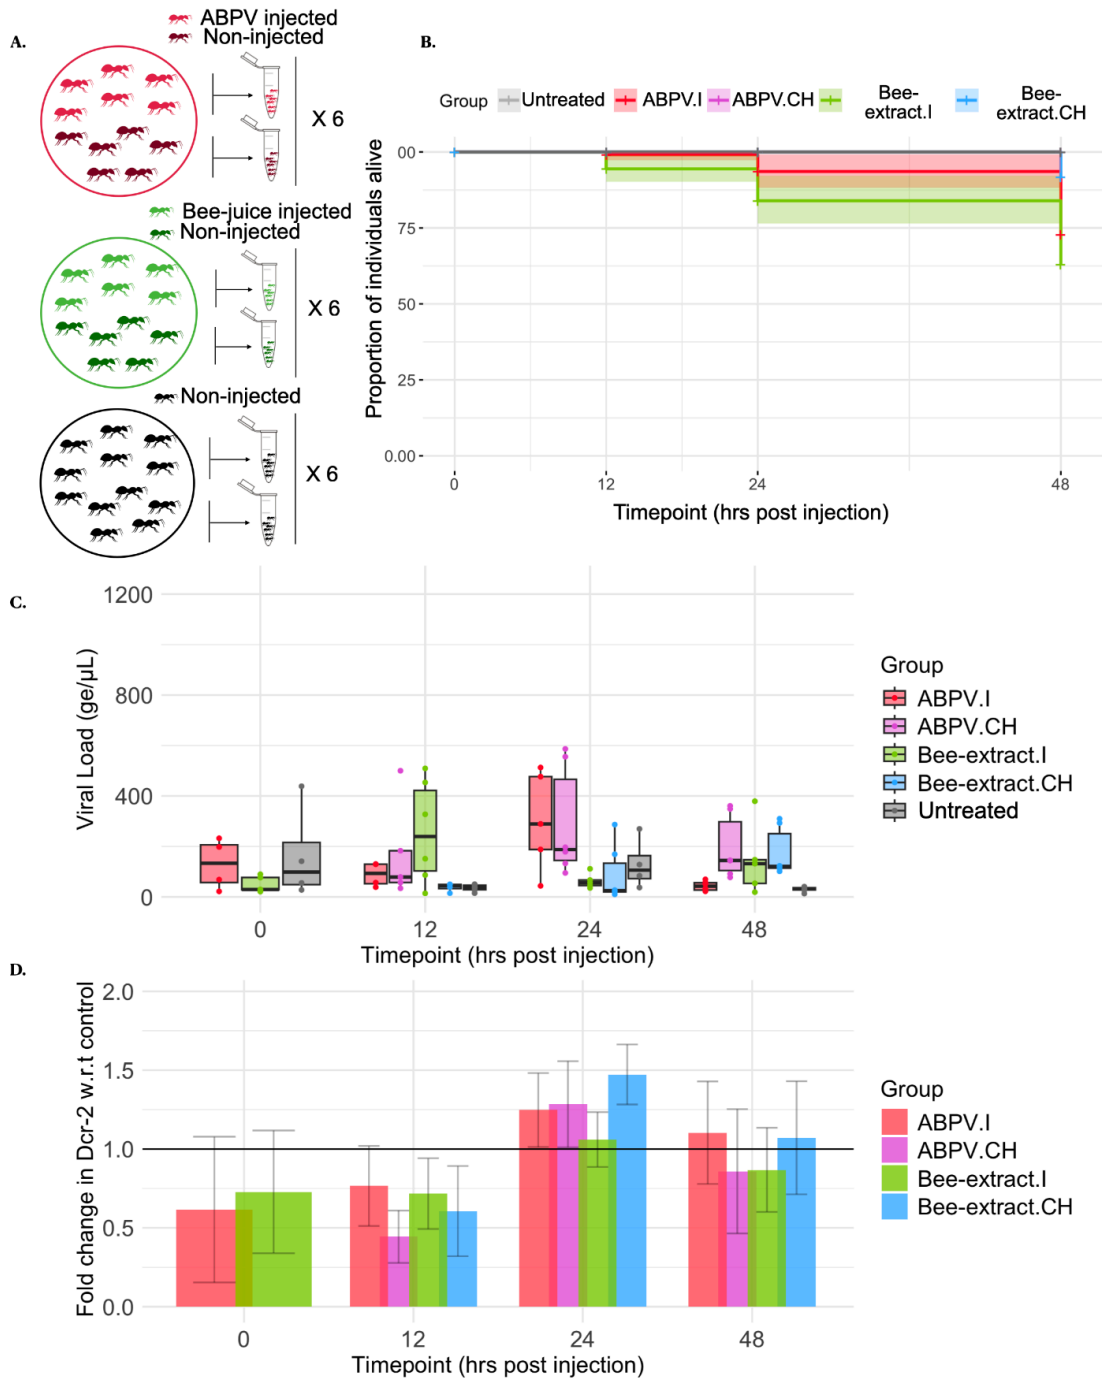 A.
ABPV injected
Non-injected
X 6
Bee-juice injected
Non-injected
X 6
Non-injected
X 6
B.
Group Untreated ABPV.I ABPV.CH Bee-extract.I Bee-extract.CH
Proportion of individuals alive
00
75
50
25
0.00
0 12 24 48
Timepoint (hrs post injection)
C.
Viral Load (ge/µL)
1200
800
400
0
0 12 24 48
Timepoint (hrs post injection)
Group
ABPV.I
ABPV.CH
Bee-extract.I
Bee-extract.CH
Untreated
D.
Fold change in Dcr-2 w.r.t control
2.0
1.5
1.0
0.5
0.0
0 12 24 48
Timepoint (hrs post injection)
Group
ABPV.I
ABPV.CH
Bee-extract.I
Bee-extract.CH